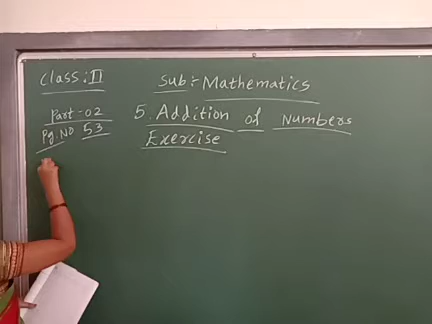 Class:II
Sub:- Mathematics
Part-02
5. Addition of Numbers
Pg.No 53
Exercise